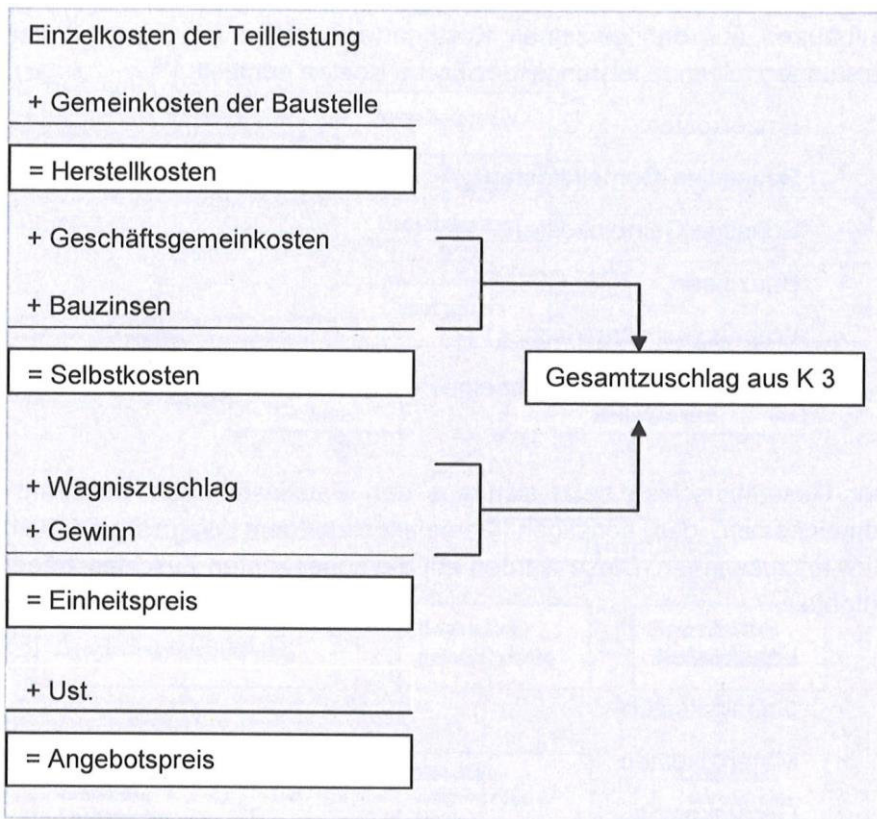 Einzelkosten der Teilleistung
+ Gemeinkosten der Baustelle
= Herstellkosten
+ Geschäftsgemeinkosten
+ Bauzinsen
= Selbstkosten
Gesamtzuschlag aus K 3
+ Wagniszuschlag
+ Gewinn
= Einheitspreis
+ Ust.
= Angebotspreis